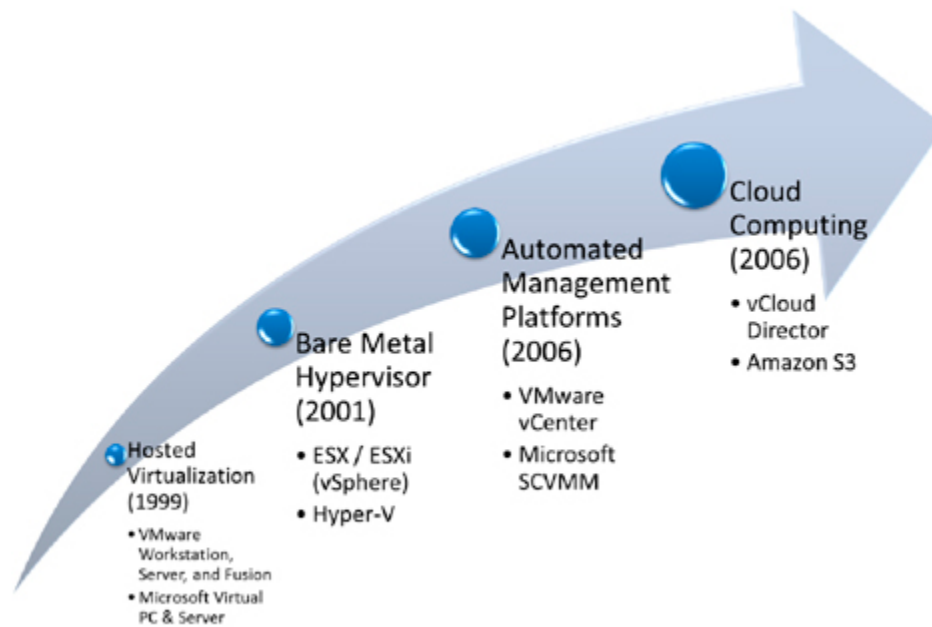 Hosted
Virtualization
(1999)
• VMware
Workstation,
Server, and Fusion
• Microsoft Virtual
PC & Server
Bare Metal
Hypervisor
(2001)
• ESX / ESXi
(vSphere)
• Hyper-V
Automated
Management
Platforms
(2006)
• VMware
vCenter
• Microsoft
SCVMM
Cloud
Computing
(2006)
• vCloud
Director
• Amazon S3